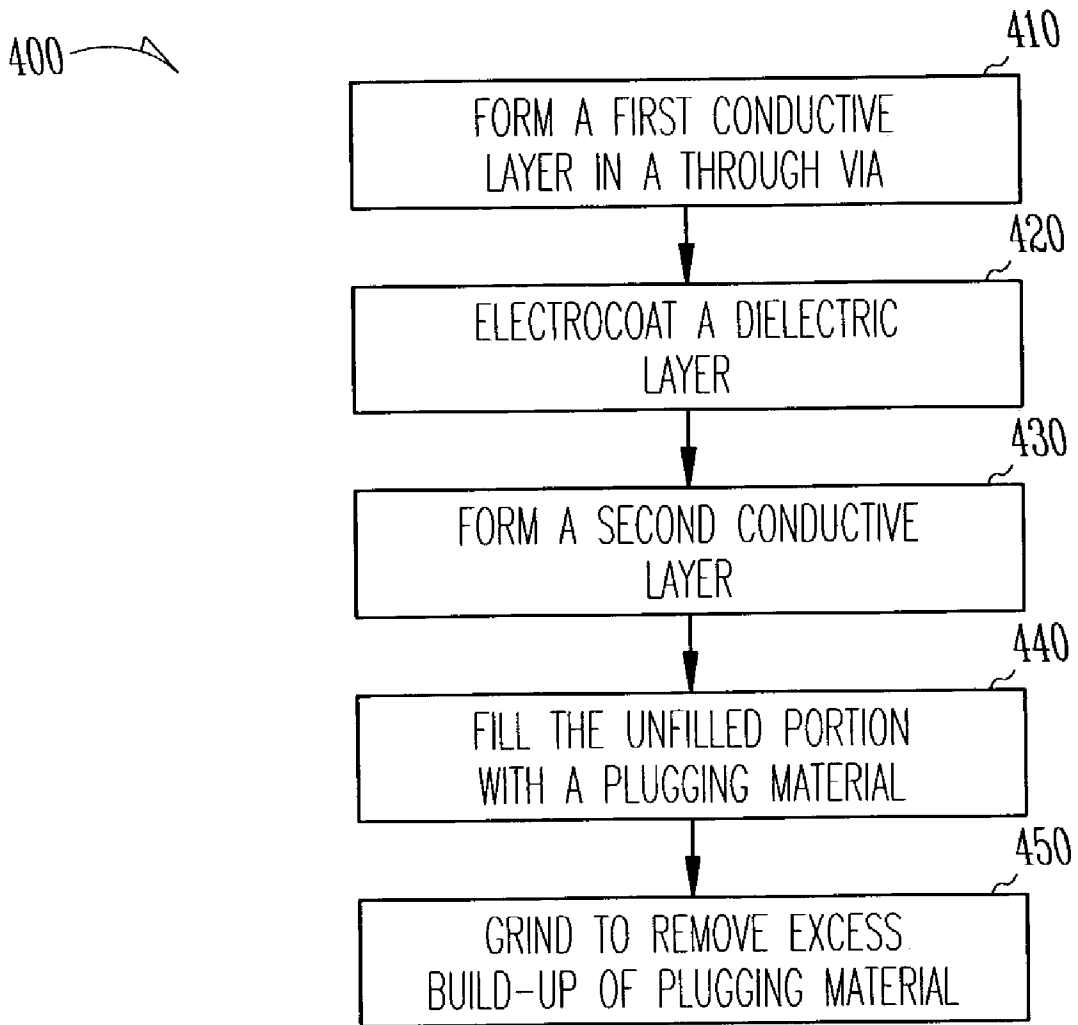 400
410
FORM A FIRST CONDUCTIVE
LAYER IN A THROUGH VIA
420
ELECTROCOAT A DIELECTRIC
LAYER
430
FORM A SECOND CONDUCTIVE
LAYER
440
FILL THE UNFILLED PORTION
WITH A PLUGGING MATERIAL
450
GRIND TO REMOVE EXCESS
BUILD-UP OF PLUGGING MATERIAL